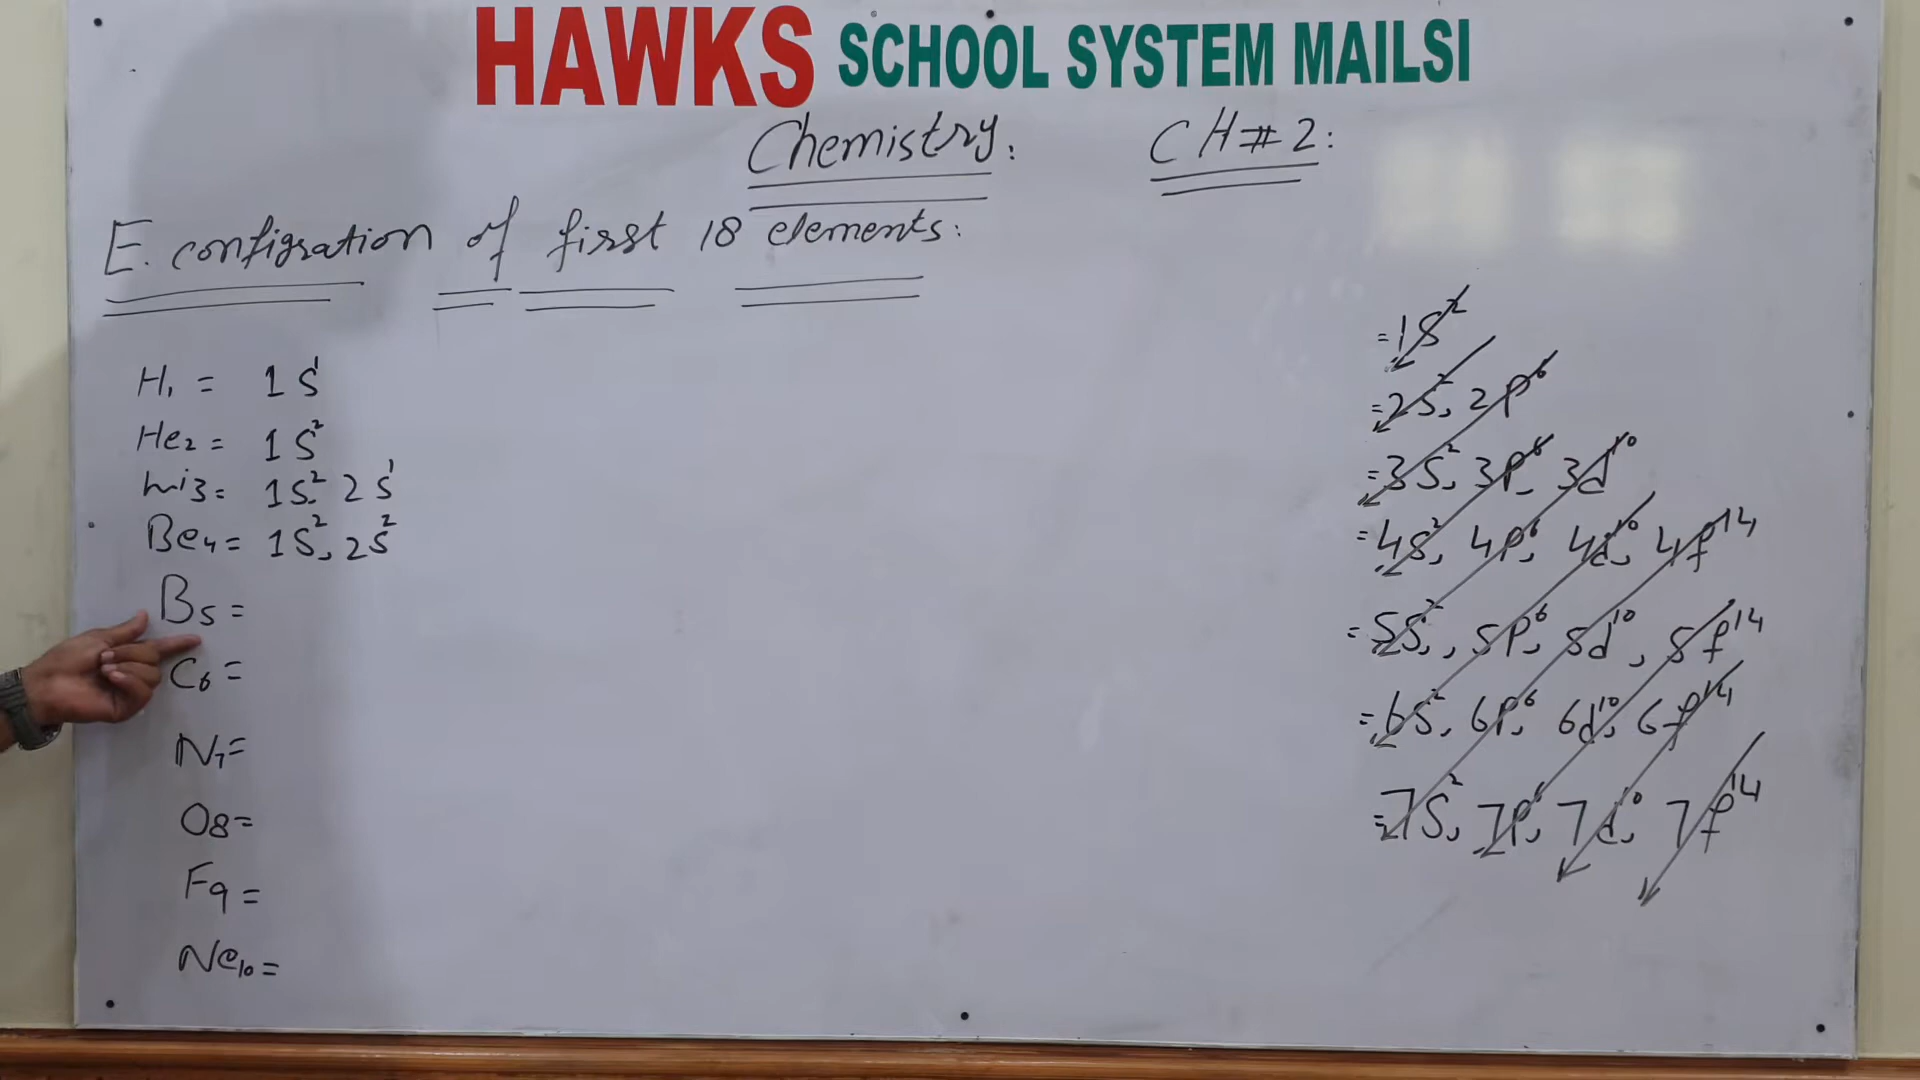 HAWKS SCHOOL SYSTEM MAILSI
Chemistry. CH#2:
E. configration of first 18 elements:
H₁ = 1S¹
He₂ = 1S²
Li3 = 1S², 2S¹
Be₄ = 1S², 2S²
B₅ =
C₆ =
N₇ =
O8 =
F9 =
Ne₁₀ =
= 1S²
= 2S², 2P⁶
= 3S², 3P⁶, 3d¹⁰
= 4S², 4P⁶, 4d¹⁰, 4f¹⁴
= 5S², 5P⁶, 5d¹⁰, 5f¹⁴
= 6S², 6P⁶, 6d¹⁰, 6f¹⁴
= 7S², 7P⁶, 7d¹⁰, 7f¹⁴